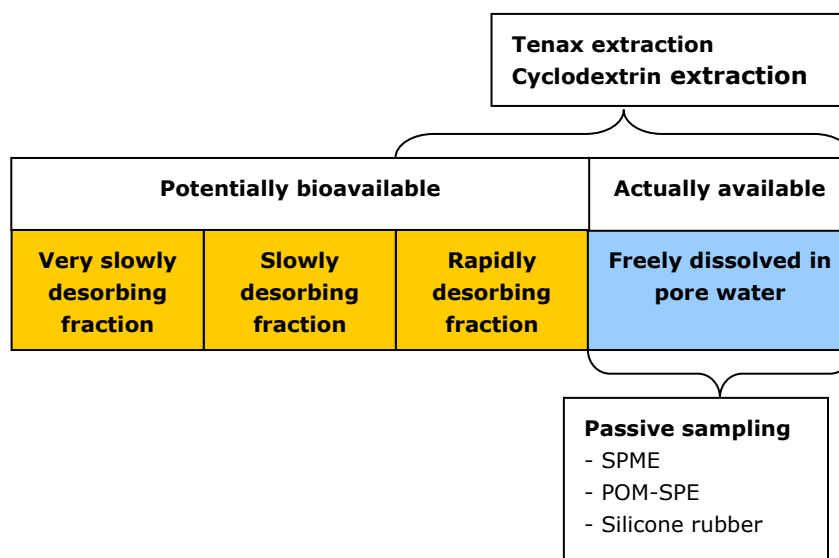 Tenax extraction
Cyclodextrin extraction
Potentially bioavailable
Actually available
Very slowly
desorbing
fraction
Slowly
desorbing
fraction
Rapidly
desorbing
fraction
Freely dissolved in
pore water
Passive sampling
- SPME
- POM-SPE
- Silicone rubber